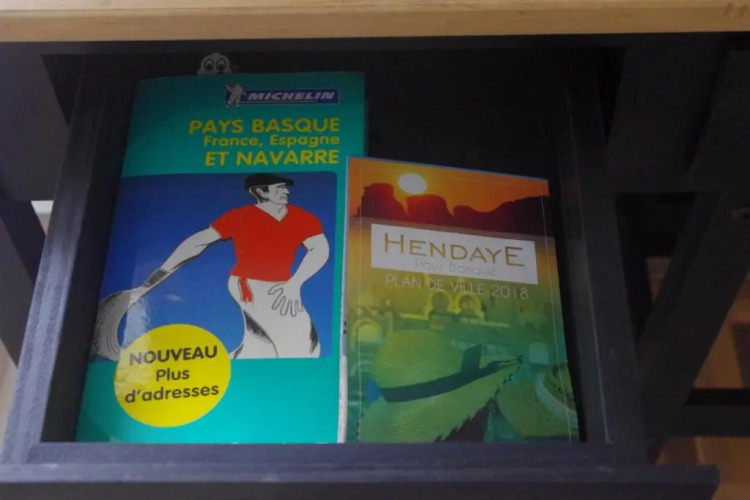 MICHELIN
PAYS BASQUE
France, Espagne
ET NAVARRE
NOUVEAU
Plus
d'adresses
HENDAYE
Pays Basque
PLAN DE VILLE 2018